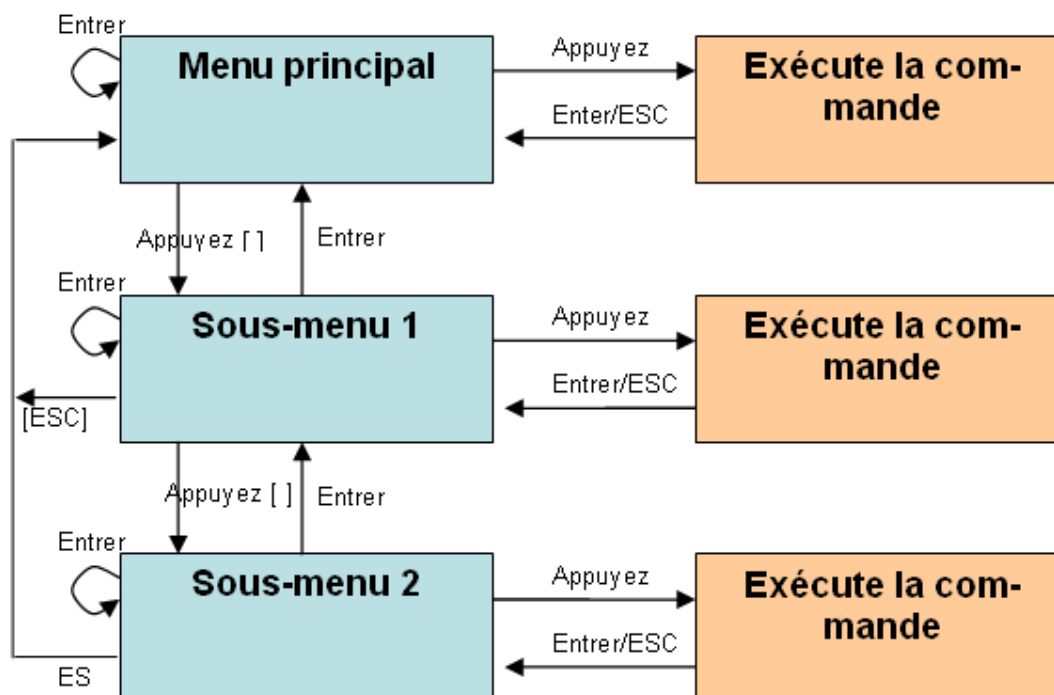 Entrer
Menu principal
Appuyez
Exécute la com-
mande
Enter/ESC
Appuyez [ ]
Entrer
Entrer
Sous-menu 1
Appuyez
Exécute la com-
mande
Entrer/ESC
[ESC]
Appuyez [ ]
Entrer
Entrer
Sous-menu 2
Appuyez
Exécute la com-
mande
Entrer/ESC
ES